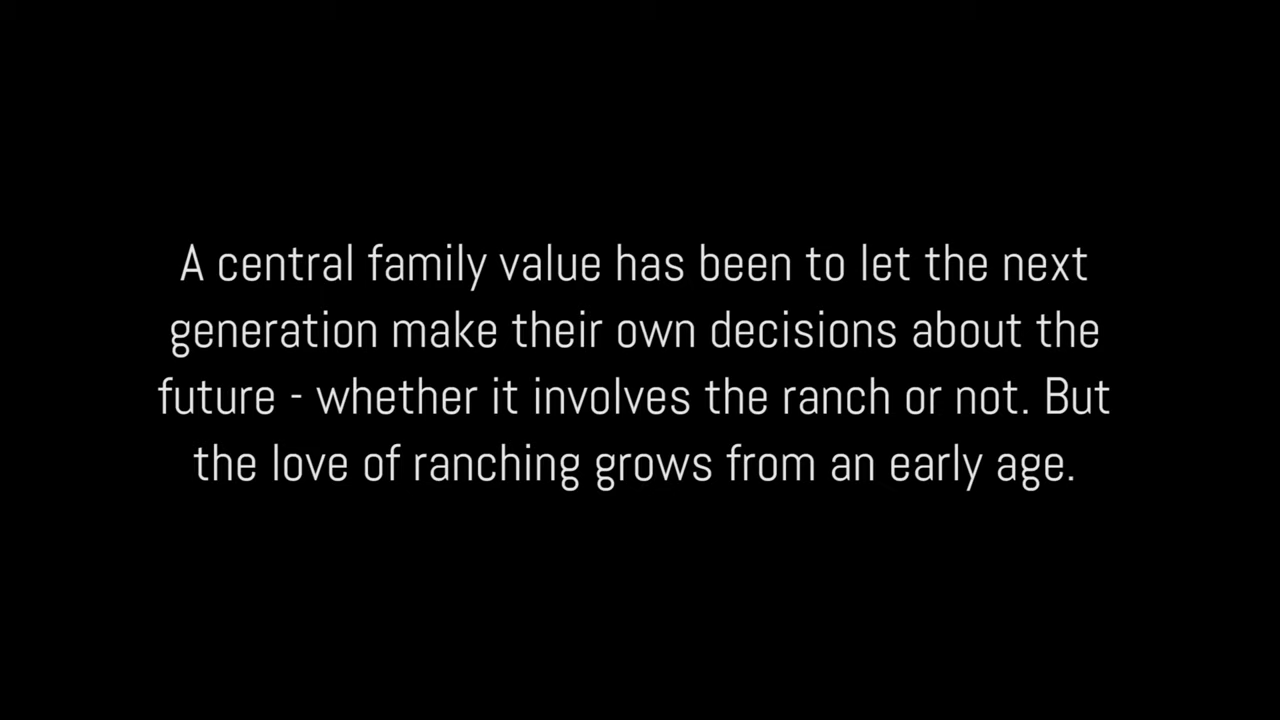 A central family value has been to let the next
generation make their own decisions about the
future - whether it involves the ranch or not. But
the love of ranching grows from an early age.